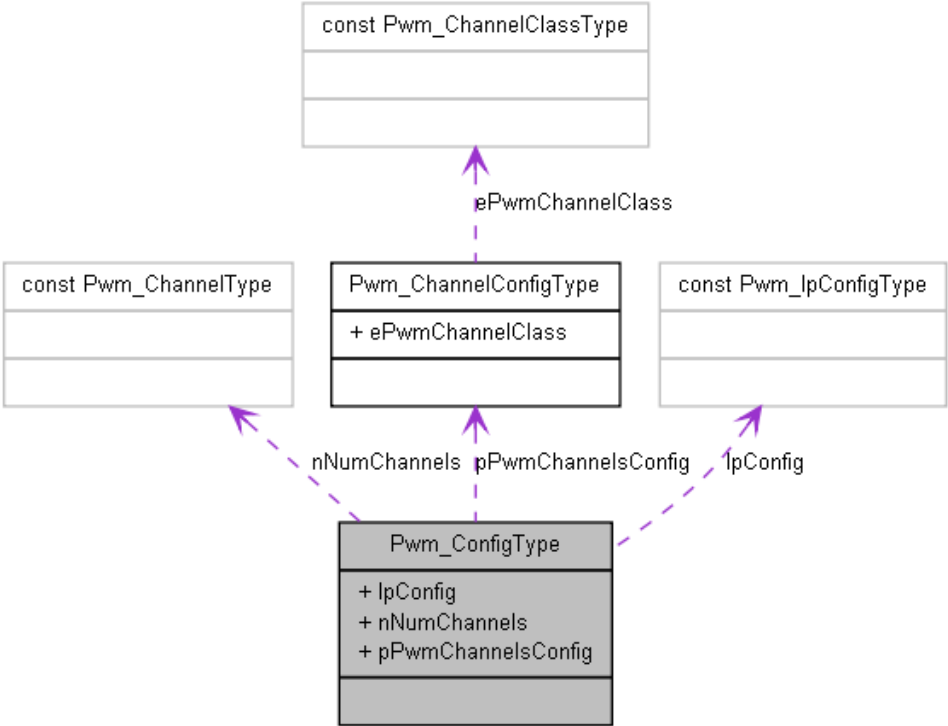 const Pwm_ChannelClassType
ePwmChannelClass
const Pwm_ChannelType
Pwm_ChannelConfigType
+ ePwmChannelClass
const Pwm_IpConfigType
nNumChannels
pPwmChannelsConfig
IpConfig
Pwm_ConfigType
+ IpConfig
+ nNumChannels
+ pPwmChannelsConfig